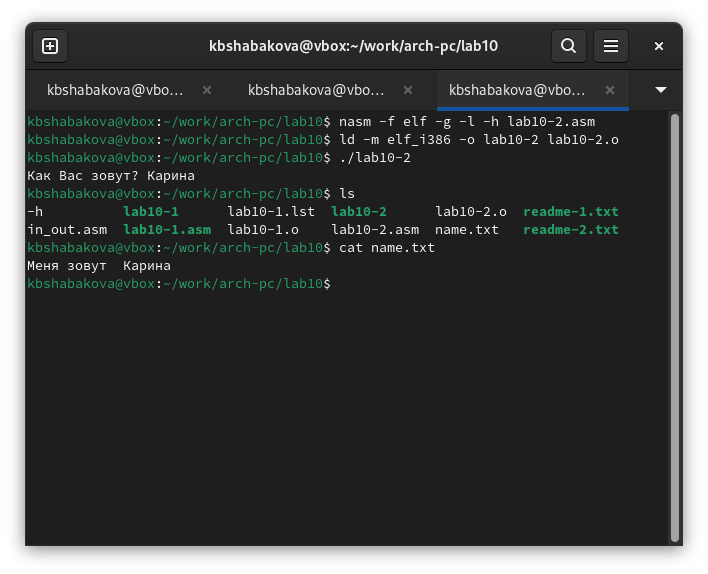 kbshabakova@vbox:~/work/arch-pc/lab10
kbshabakova@vbo... kbshabakova@vbo... kbshabakova@vbo...
kbshabakova@vbox:~/work/arch-pc/lab10$ nasm -f elf -g -l -h lab10-2.asm
kbshabakova@vbox:~/work/arch-pc/lab10$ ld -m elf_i386 -o lab10-2 lab10-2.o
kbshabakova@vbox:~/work/arch-pc/lab10$ ./lab10-2
Как Вас зовут? Карина
kbshabakova@vbox:~/work/arch-pc/lab10$ ls
-h lab10-1 lab10-1.lst lab10-2 lab10-2.o readme-1.txt
in_out.asm lab10-1.asm lab10-1.o lab10-2.asm name.txt readme-2.txt
kbshabakova@vbox:~/work/arch-pc/lab10$ cat name.txt
Меня зовут  Карина
kbshabakova@vbox:~/work/arch-pc/lab10$